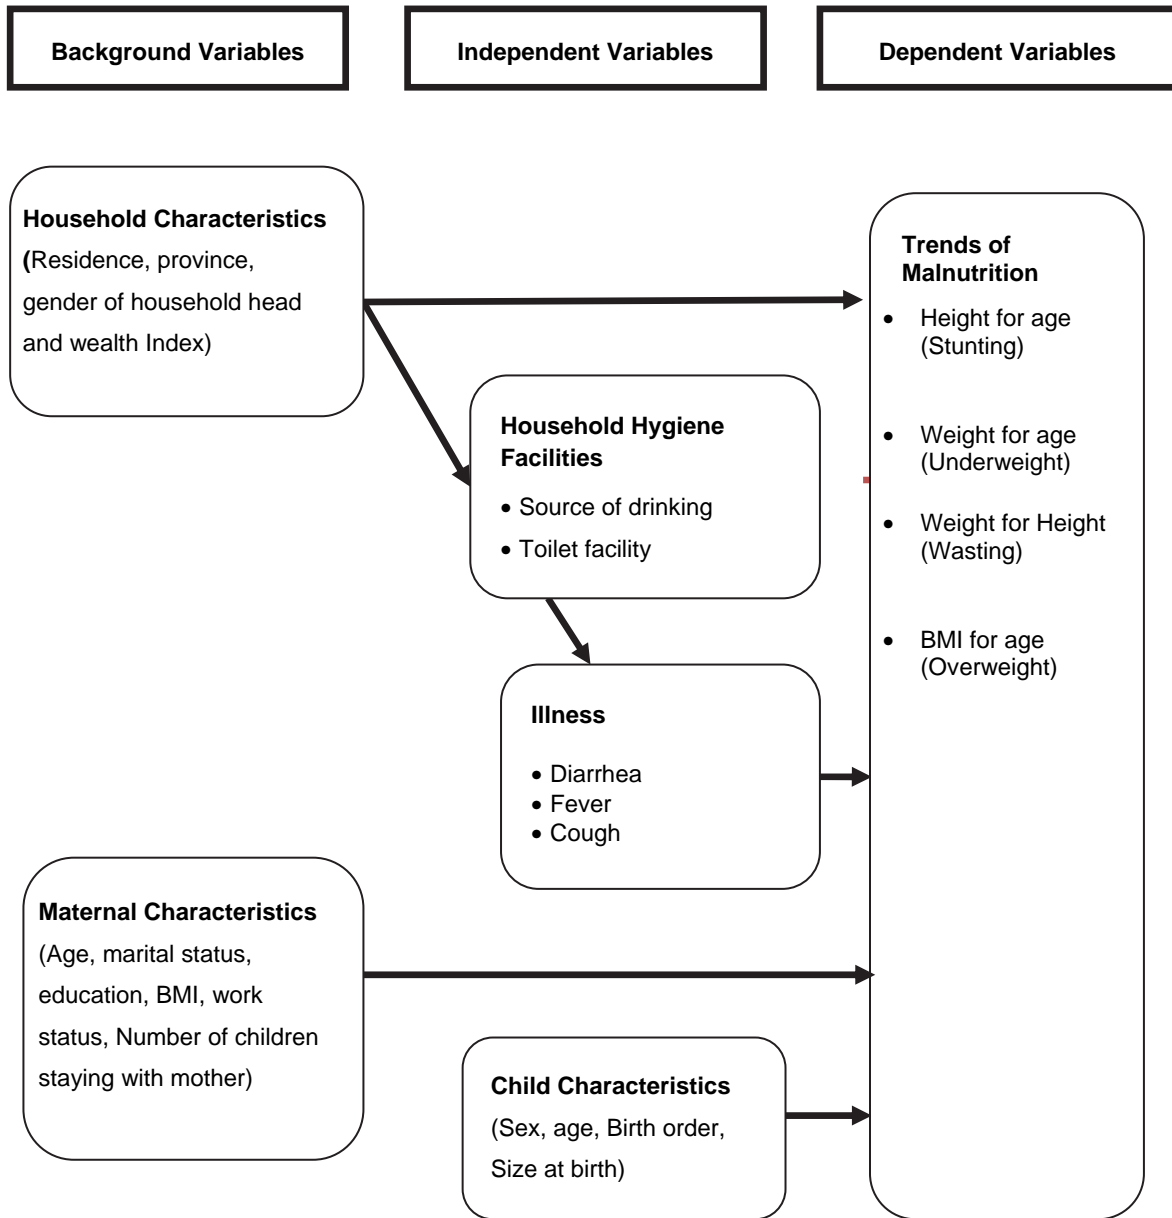 Background Variables
Independent Variables
Dependent Variables
Household Characteristics
(Residence, province,
gender of household head
and wealth Index)
Household Hygiene
Facilities
• Source of drinking
• Toilet facility
Illness
• Diarrhea
• Fever
• Cough
Maternal Characteristics
(Age, marital status,
education, BMI, work
status, Number of children
staying with mother)
Child Characteristics
(Sex, age, Birth order,
Size at birth)
Trends of
Malnutrition
• Height for age
(Stunting)
• Weight for age
(Underweight)
• Weight for Height
(Wasting)
• BMI for age
(Overweight)